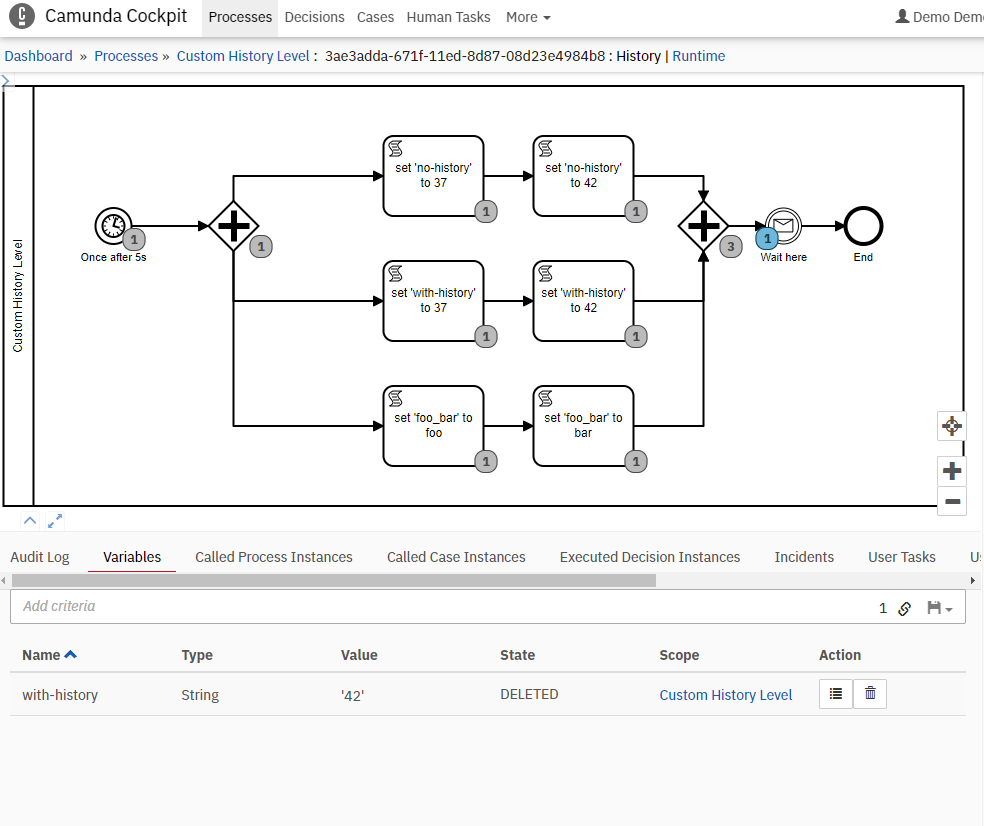 Camunda Cockpit Processes Decisions Cases Human Tasks More Demo Dem
Dashboard » Processes » Custom History Level : 3ae3adda-671f-11ed-8d87-08d23e4984b8 : History | Runtime
Custom History Level
Once after 5s
1
1
set 'no-history'
to 37
1
set 'no-history'
to 42
1
set 'with-history'
to 37
1
set 'with-history'
to 42
1
set 'foo_bar' to
foo
1
set 'foo_bar' to
bar
1
3
1
Wait here
End
Audit Log Variables Called Process Instances Called Case Instances Executed Decision Instances Incidents User Tasks
Add criteria 1
Name Type Value State Scope Action
with-history String '42' DELETED Custom History Level